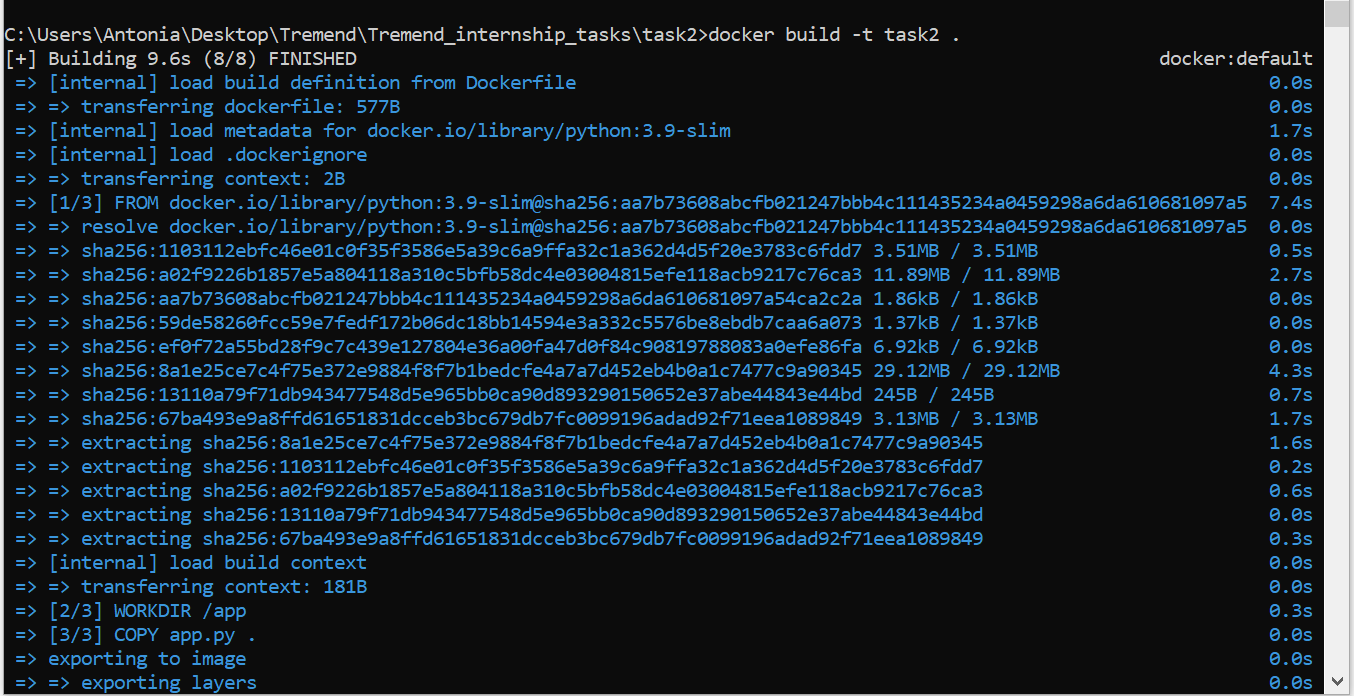 C:\Users\Antonia\Desktop\Tremend\Tremend_internship_tasks\task2>docker build -t task2 .
[+] Building 9.6s (8/8) FINISHED docker:default
=> [internal] load build definition from Dockerfile 0.0s
=> => transferring dockerfile: 577B 0.0s
=> [internal] load metadata for docker.io/library/python:3.9-slim 1.7s
=> [internal] load .dockerignore 0.0s
=> => transferring context: 2B 0.0s
=> [1/3] FROM docker.io/library/python:3.9-slim@sha256:aa7b73608abcfb021247bbb4c111435234a0459298a6da610681097a5 7.4s
=> => resolve docker.io/library/python:3.9-slim@sha256:aa7b73608abcfb021247bbb4c111435234a0459298a6da610681097a5 0.0s
=> => sha256:1103112ebfc46e01c0f35f3586e5a39c6a9ffa32c1a362d4d5f20e3783c6fdd7 3.51MB / 3.51MB 0.5s
=> => sha256:a02f9226b1857e5a804118a310c5bfb58dc4e03004815efe118acb9217c76ca3 11.89MB / 11.89MB 2.7s
=> => sha256:aa7b73608abcfb021247bbb4c111435234a0459298a6da610681097a54ca2c2a 1.86kB / 1.86kB 0.0s
=> => sha256:59de58260fcc59e7fedf172b06dc18bb14594e3a332c5576be8ebdb7caa6a073 1.37kB / 1.37kB 0.0s
=> => sha256:ef0f72a55bd28f9c7c439e127804e36a00fa47d0f84c90819788083a0efe86fa 6.92kB / 6.92kB 0.0s
=> => sha256:8a1e25ce7c4f75e372e9884f8f7b1bedcfe4a7a7d452eb4b0a1c7477c9a90345 29.12MB / 29.12MB 4.3s
=> => sha256:13110a79f71db943477548d5e965bb0ca90d893290150652e37abe44843e44bd 245B / 245B 0.7s
=> => sha256:67ba493e9a8ffd61651831dcceb3bc679db7fc0099196adad92f71eea1089849 3.13MB / 3.13MB 1.7s
=> => extracting sha256:8a1e25ce7c4f75e372e9884f8f7b1bedcfe4a7a7d452eb4b0a1c7477c9a90345 1.6s
=> => extracting sha256:1103112ebfc46e01c0f35f3586e5a39c6a9ffa32c1a362d4d5f20e3783c6fdd7 0.2s
=> => extracting sha256:a02f9226b1857e5a804118a310c5bfb58dc4e03004815efe118acb9217c76ca3 0.6s
=> => extracting sha256:13110a79f71db943477548d5e965bb0ca90d893290150652e37abe44843e44bd 0.0s
=> => extracting sha256:67ba493e9a8ffd61651831dcceb3bc679db7fc0099196adad92f71eea1089849 0.3s
=> [internal] load build context 0.0s
=> => transferring context: 181B 0.0s
=> [2/3] WORKDIR /app 0.3s
=> [3/3] COPY app.py . 0.0s
=> exporting to image 0.0s
=> => exporting layers 0.0s